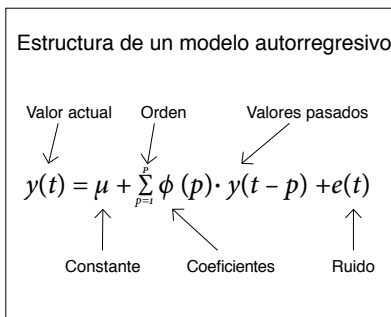 Estructura de un modelo autorregresivo
Valor actual Orden Valores pasados
y(t) = μ + Σ_{p=1}^{P} ϕ (p)· y(t – p) +e(t)
Constante Coeficientes Ruido